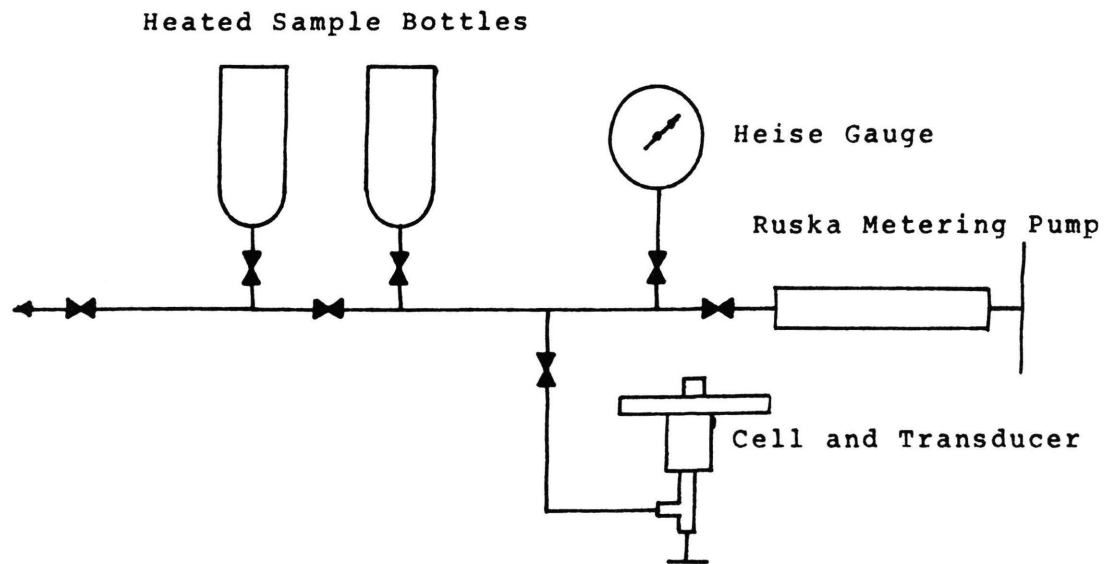 Heated Sample Bottles
Heise Gauge
Ruska Metering Pump
Cell and Transducer